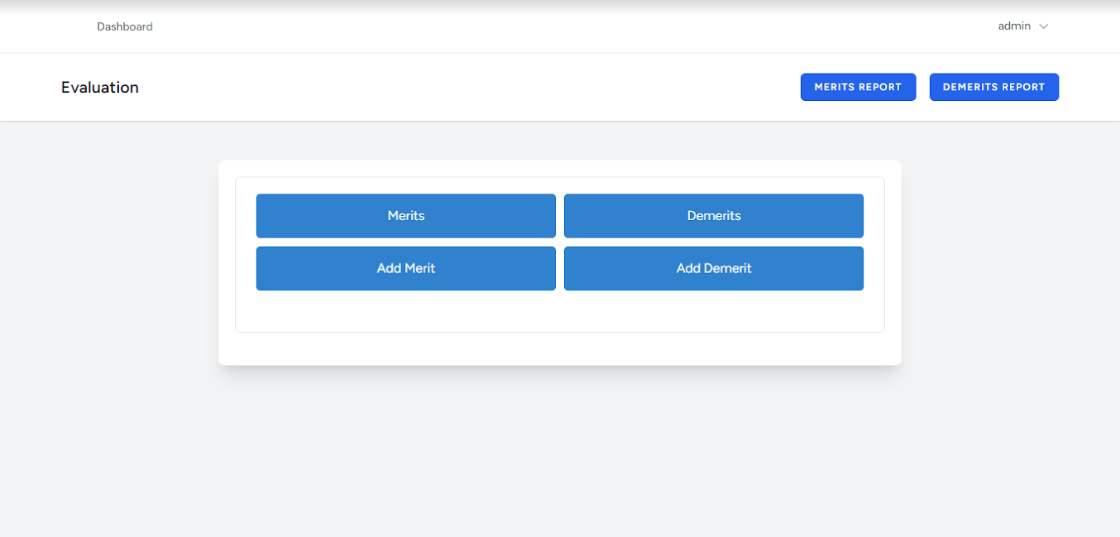 Dashboard admin
Evaluation MERITS REPORT DEMERITS REPORT
Merits Demerits
Add Merit Add Demerit